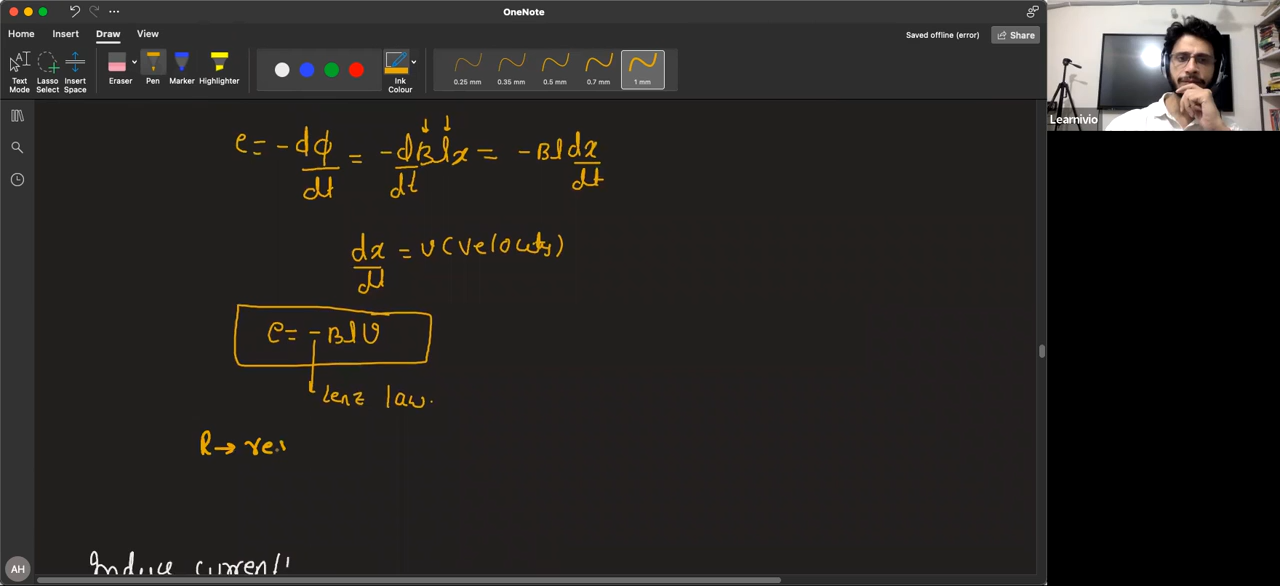 OneNote
Home Insert Draw View
Saved offline (error) Share
Text Mode
Lasso Select
Insert Space
Eraser
Pen
Marker
Highlighter
Ink Colour
0.25 mm 0.35 mm 0.5 mm 0.7 mm 1 mm
Learnivio
e = -dφ/dt = -d/dt Blx = -Bl dx/dt
dx/dt = v (Velocity)
e = -Blv
Lenz law.
R → res
Induce current
AH